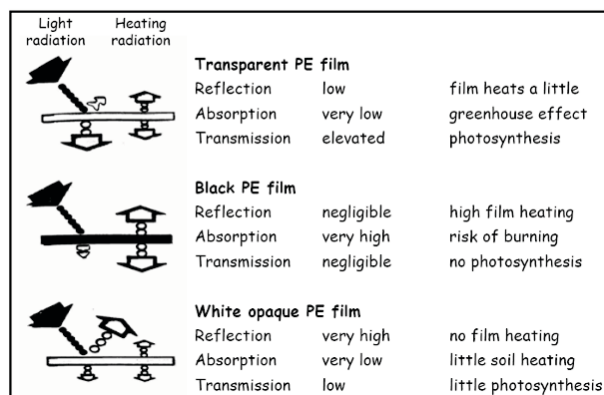 Light radiation
Heating radiation
Transparent PE film
Reflection low film heats a little
Absorption very low greenhouse effect
Transmission elevated photosynthesis
Black PE film
Reflection negligible high film heating
Absorption very high risk of burning
Transmission negligible no photosynthesis
White opaque PE film
Reflection very high no film heating
Absorption very low little soil heating
Transmission low little photosynthesis